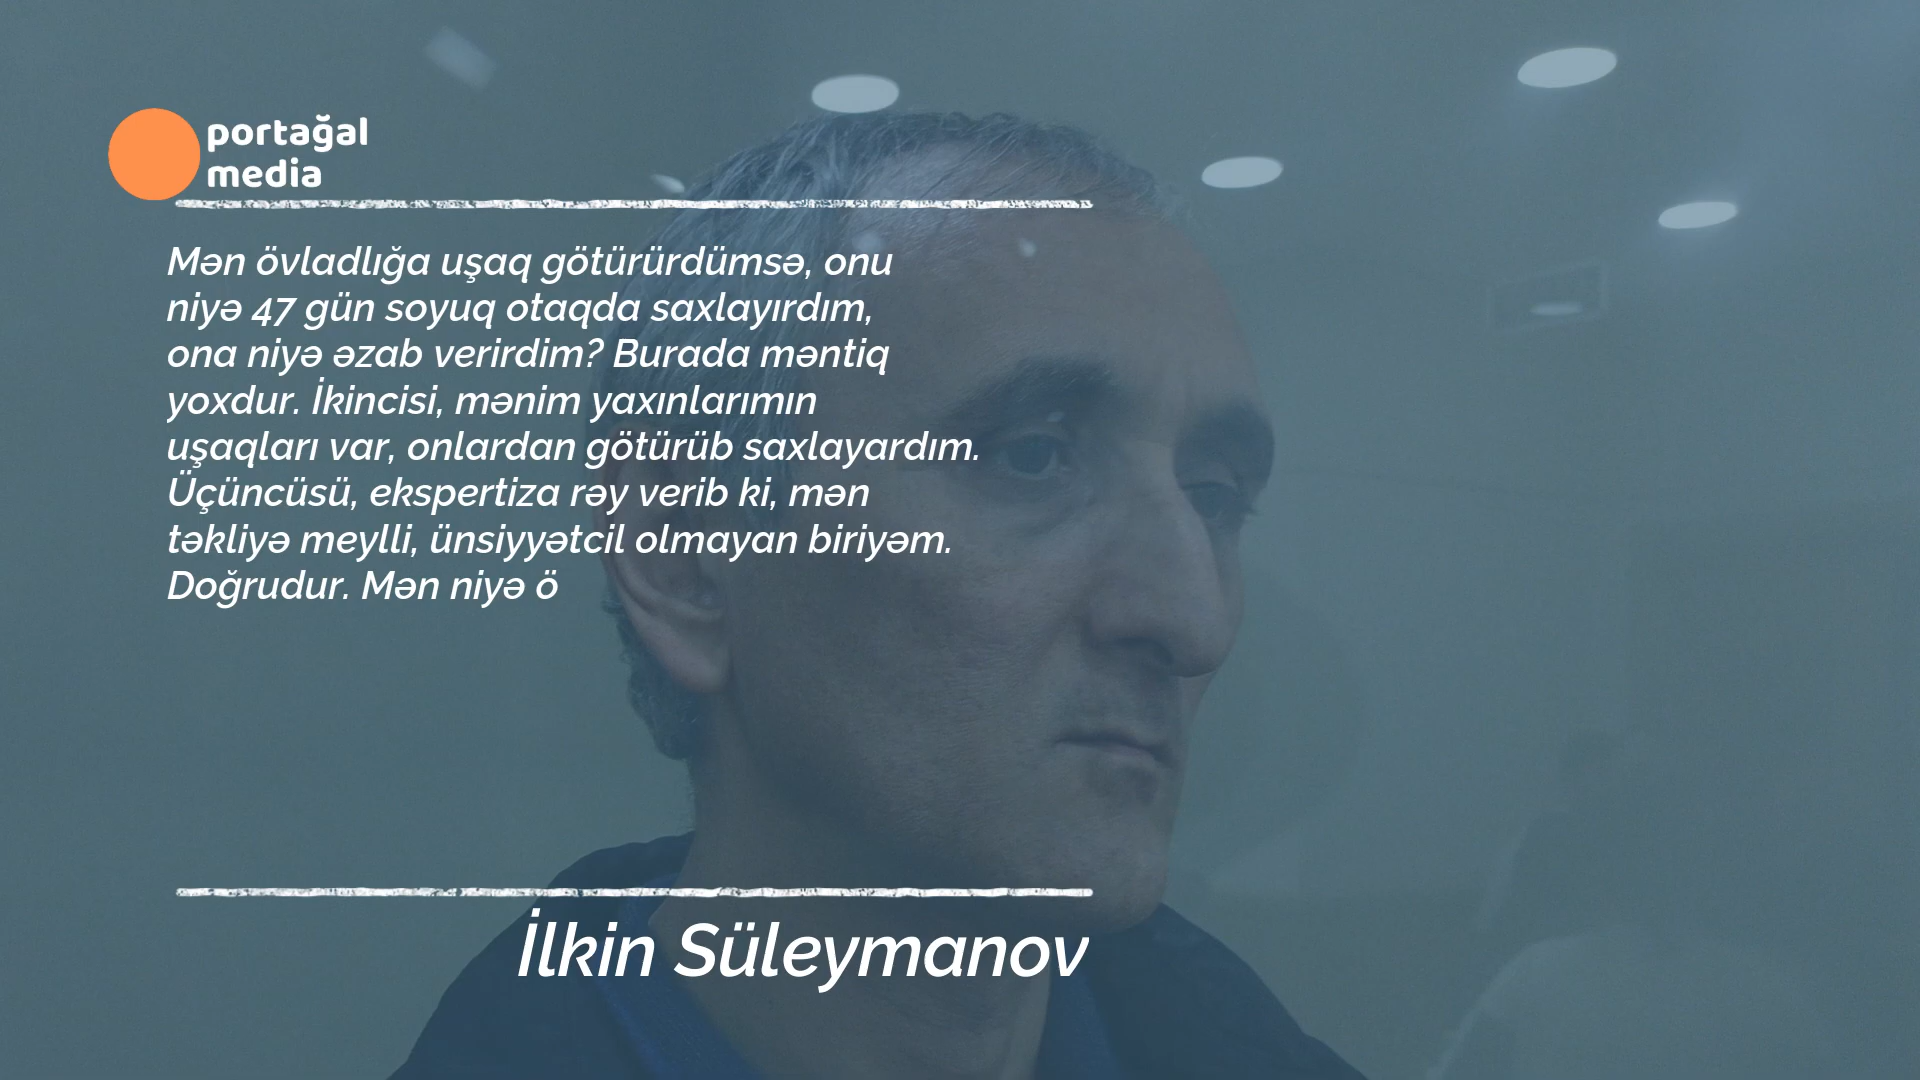 portağal
media
Mən övladlığa uşaq götürürdümsə, onu
niyə 47 gün soyuq otaqda saxlayırdım,
ona niyə əzab verirdim? Burada məntiq
yoxdur. İkincisi, mənim yaxınlarımın
uşaqları var, onlardan götürüb saxlayardım.
Üçüncüsü, ekspertiza rəy verib ki, mən
təkliyə meylli, ünsiyyətcil olmayan biriyəm.
Doğrudur. Mən niyə ö
İlkin Süleymanov